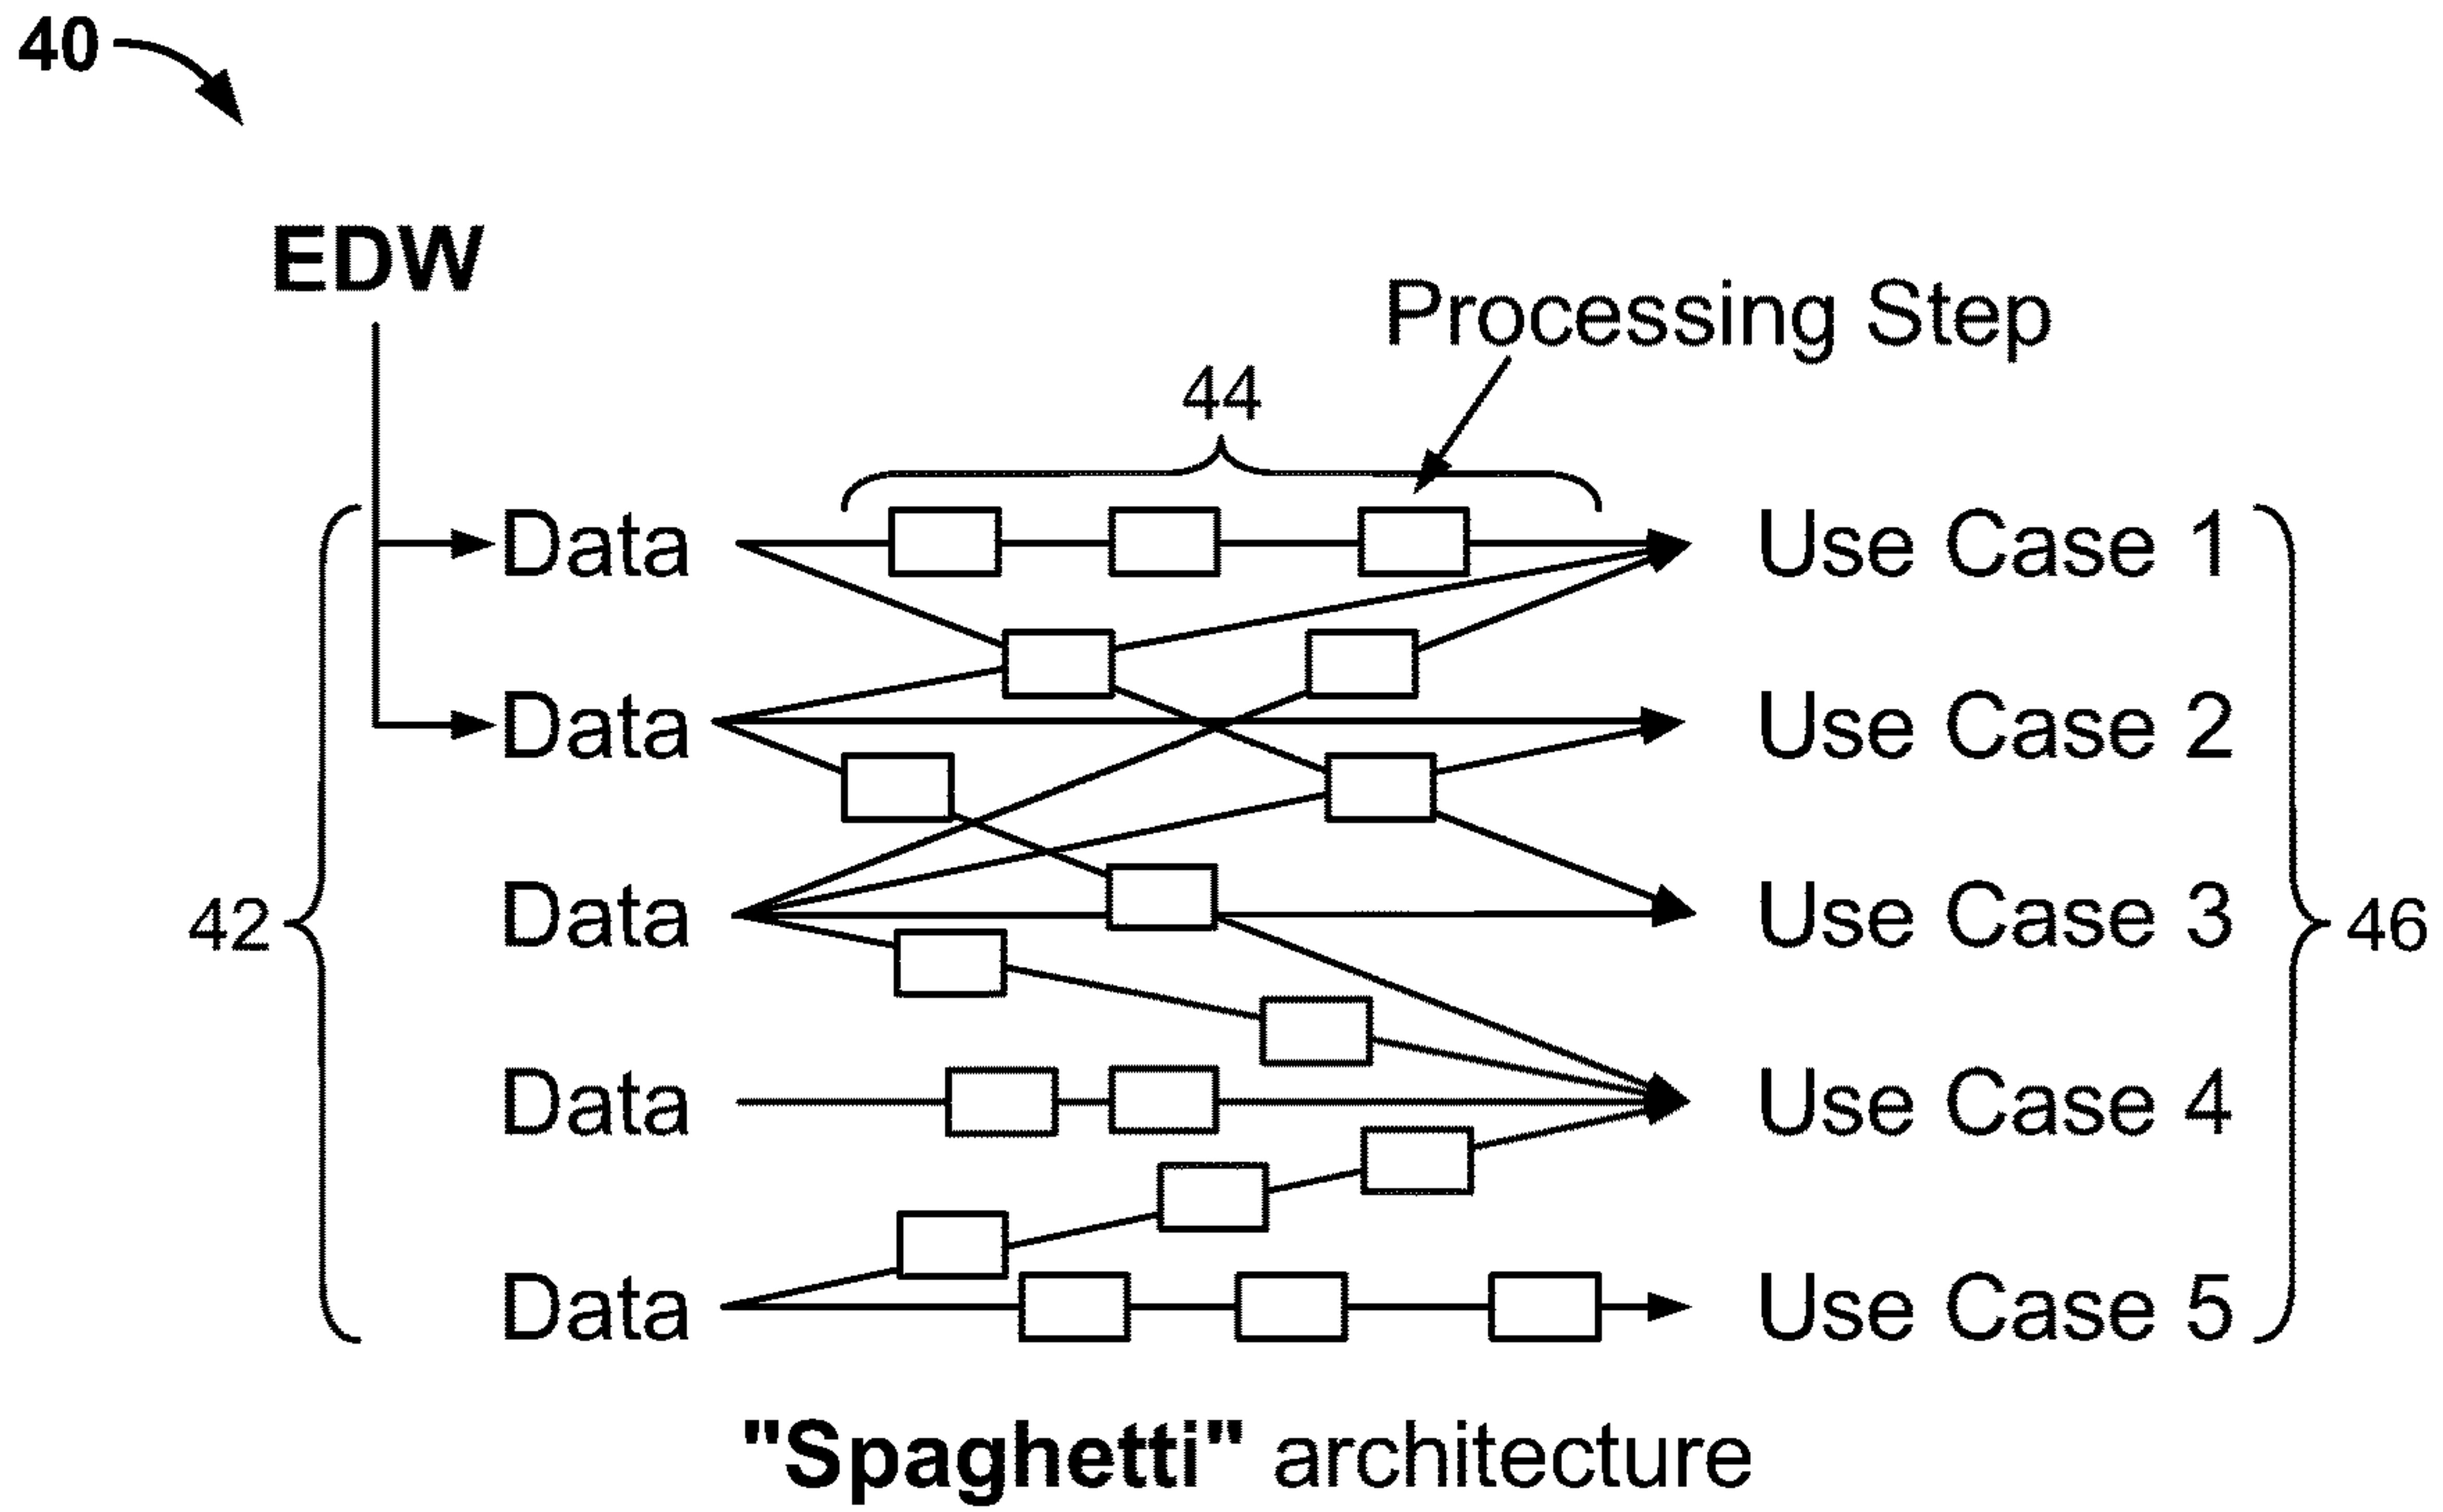 40
EDW
Processing Step
44
Data Use Case 1
Data Use Case 2
42 Data Use Case 3 46
Data Use Case 4
Data Use Case 5
"Spaghetti" architecture